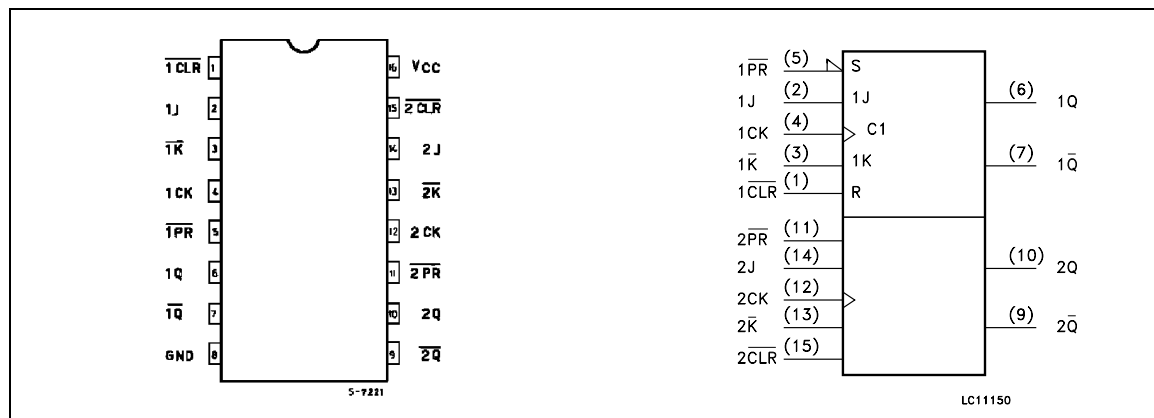 1CLR 1 16 VCC
1J 2 15 2CLR
1K̅ 3 14 2J
1CK 4 13 2K̅
1PR 5 12 2CK
1Q 6 11 2PR
1Q̅ 7 10 2Q
GND 8 9 2Q̅
S-7221
1PR (5) S
1J (2) 1J (6) 1Q
1CK (4) C1
1K̅ (3) 1K (7) 1Q̅
1CLR (1) R
2PR (11)
2J (14) (10) 2Q
2CK (12)
2K̅ (13) (9) 2Q̅
2CLR (15)
LC11150